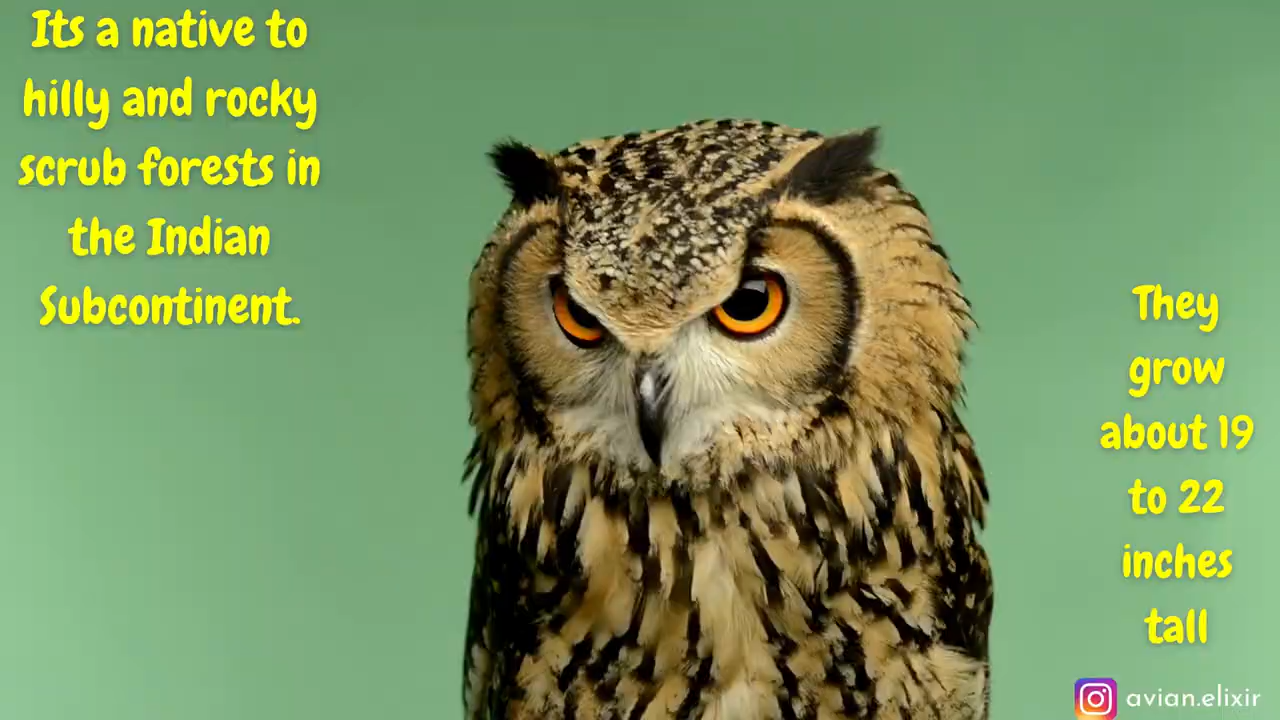 Its a native to
hilly and rocky
scrub forests in
the Indian
Subcontinent.
They
grow
about 19
to 22
inches
tall
avian.elixir